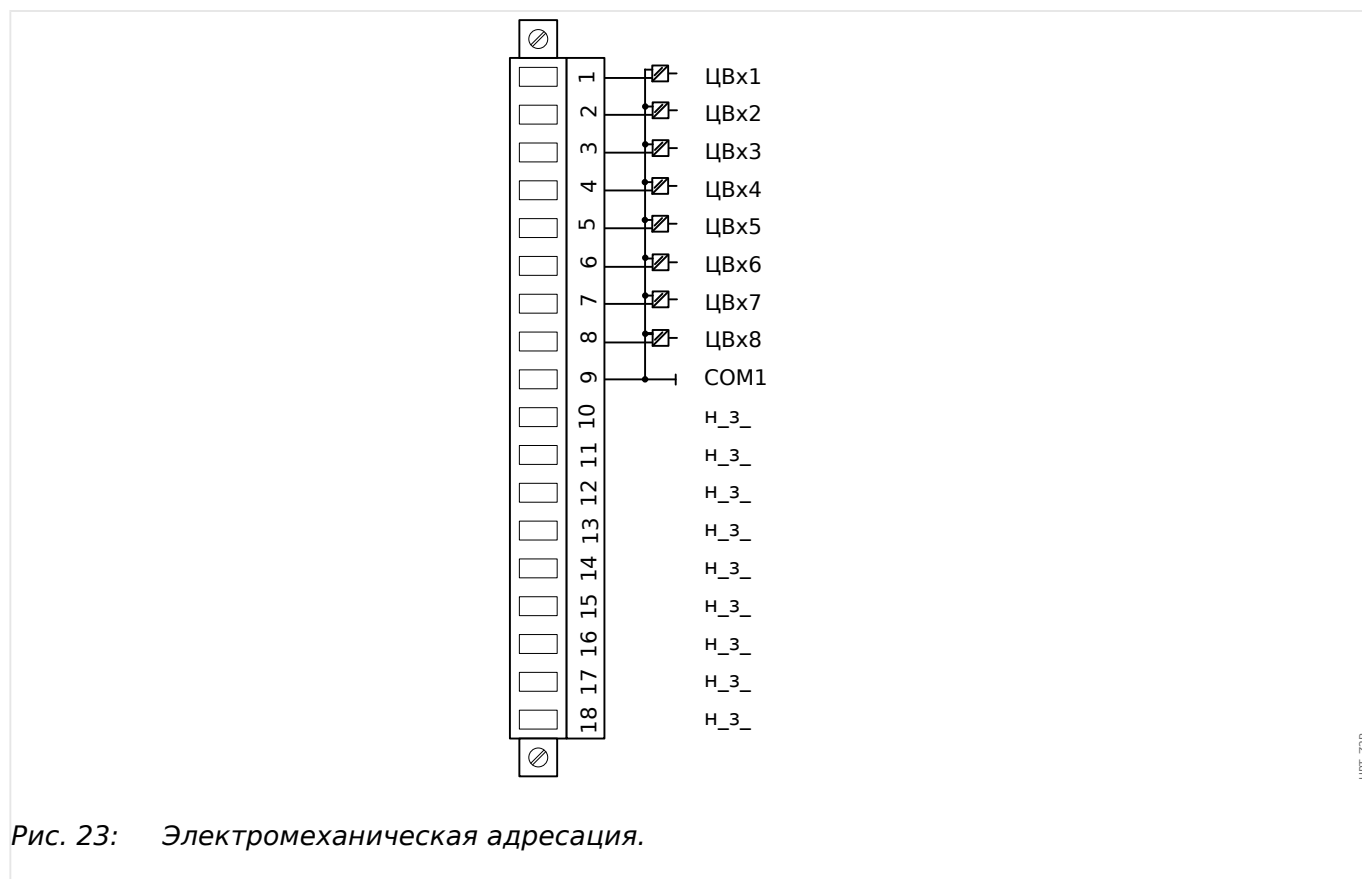 1 ЦВх1
2 ЦВх2
3 ЦВх3
4 ЦВх4
5 ЦВх5
6 ЦВх6
7 ЦВх7
8 ЦВх8
9 COM1
10 н_з_
11 н_з_
12 н_з_
13 н_з_
14 н_з_
15 н_з_
16 н_з_
17 н_з_
18 н_з_
Рис. 23: Электромеханическая адресация.